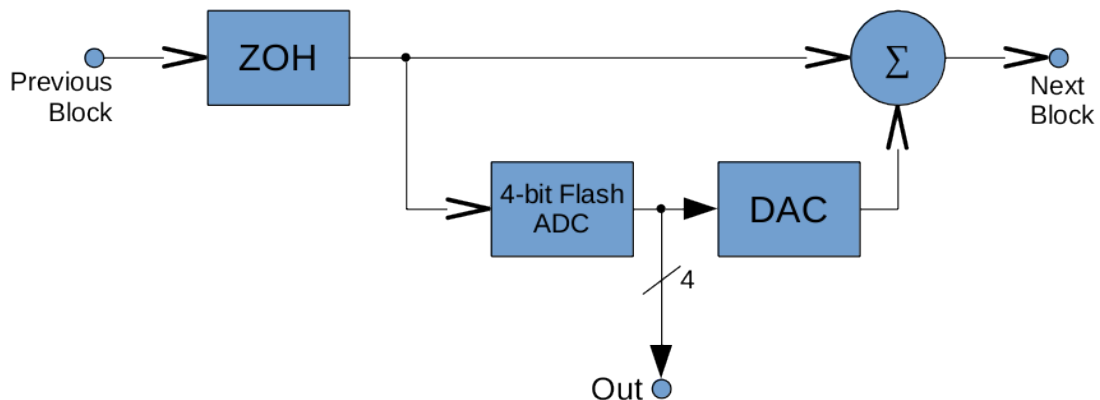 ZOH
Σ
Previous
Block
Next
Block
4-bit Flash
ADC
DAC
4
Out